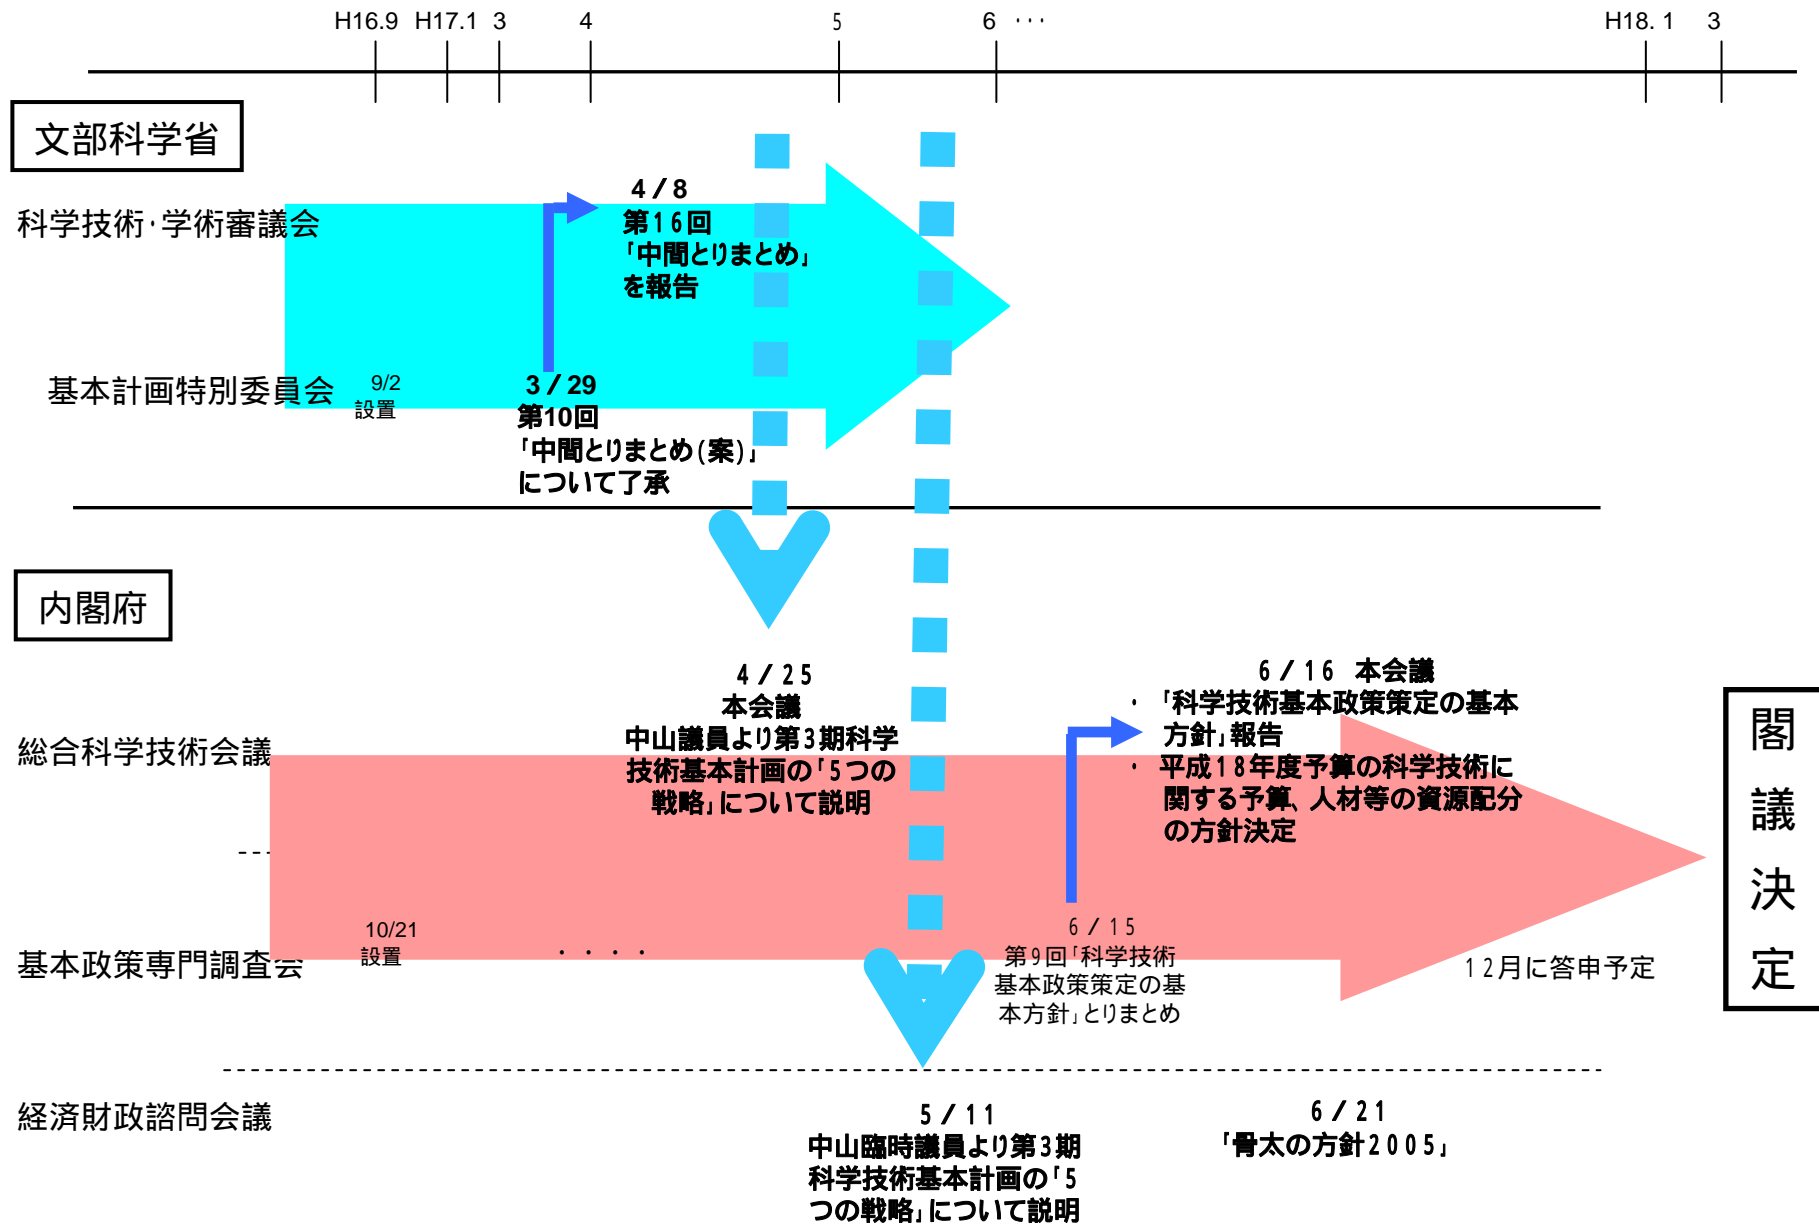 H16.9 H17.1 3 4 5 6 ・・・ H18. 1 3
文部科学省
科学技術・学術審議会
4／8
第16回
「中間とりまとめ」
を報告
基本計画特別委員会
9/2
設置
3／29
第10回
「中間とりまとめ(案)」
について了承
内閣府
4／25
本会議
中山議員より第3期科学
技術基本計画の「5つの
戦略」について説明
総合科学技術会議
6／16 本会議
・「科学技術基本政策策定の基本
方針」報告
・ 平成18年度予算の科学技術に
関する予算、人材等の資源配分
の方針決定
閣
議
決
定
基本政策専門調査会
10/21
設置
・・・・
6／15
第9回「科学技術
基本政策策定の基
本方針」とりまとめ
12月に答申予定
経済財政諮問会議
5／11
中山臨時議員より第3期
科学技術基本計画の「5
つの戦略」について説明
6／21
「骨太の方針2005」